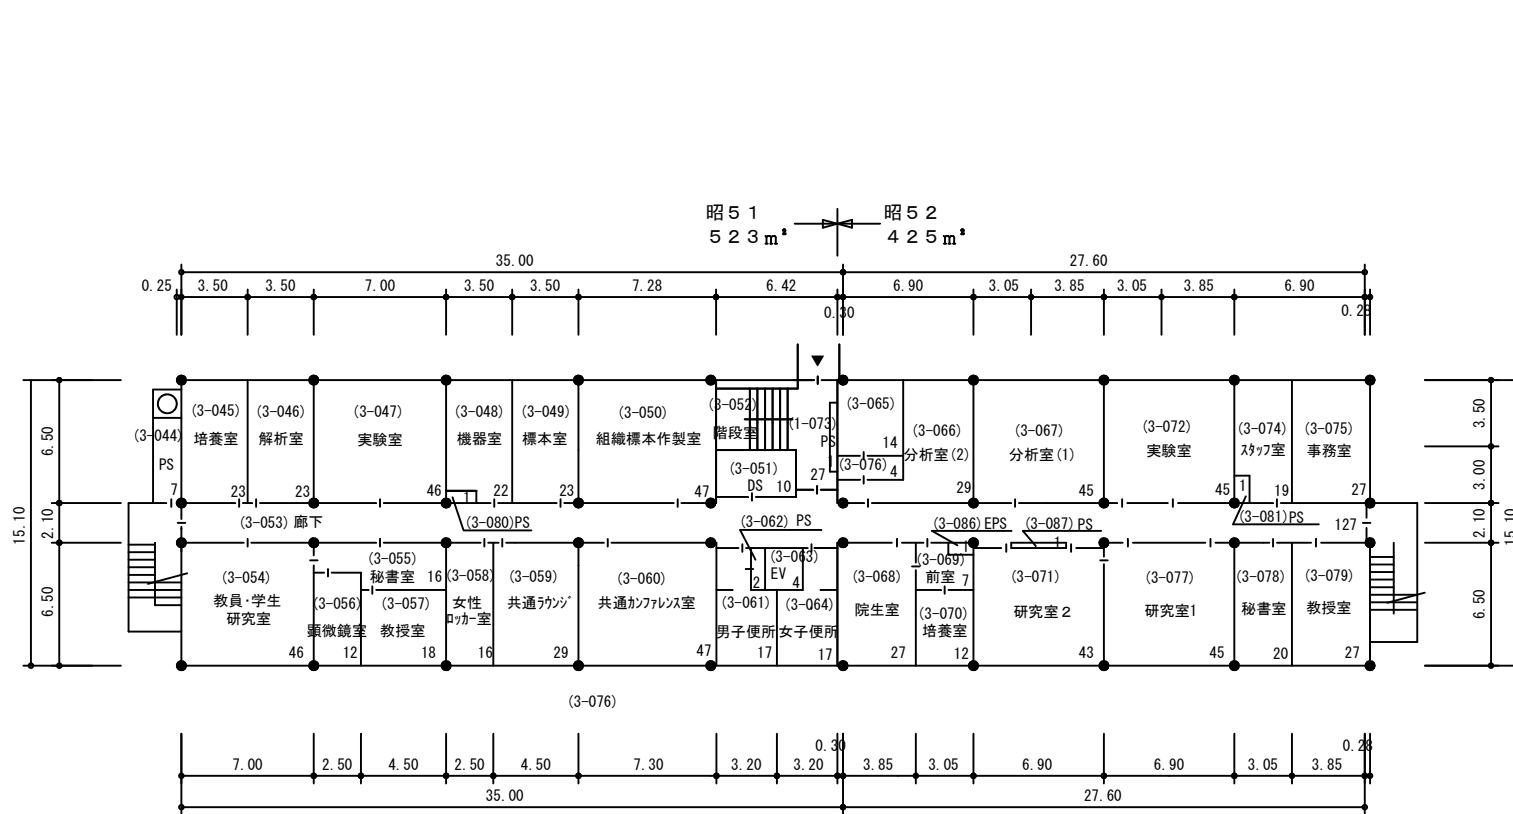 昭５１
５２３㎡
昭５２
４２５㎡
35.00
27.60
0.25
3.50
3.50
7.00
3.50
3.50
7.28
6.42
0.30
6.90
3.05
3.85
3.05
3.85
6.90
0.28
15.10
6.50
2.10
6.50
3.50
3.00
2.10
6.50
15.10
(3-044)
PS
7
(3-045)
培養室
23
(3-046)
解析室
23
(3-047)
実験室
46
(3-048)
機器室
22
(3-049)
標本室
23
(3-050)
組織標本作製室
47
(3-052)
階段室
(3-051)
DS
10
27
(1-073)
PS
1
(3-065)
14
(3-076)
4
(3-066)
分析室(2)
29
(3-067)
分析室(1)
45
(3-072)
実験室
45
(3-074)
ｽﾀｯﾌ室
19
(3-075)
事務室
27
(3-053) 廊下
1
(3-080)PS
(3-062) PS
(3-086) EPS
(3-087) PS
1
(3-081)PS
127
(3-054)
教員・学生
研究室
46
(3-055)
秘書室
16
(3-056)
顕微鏡室
12
(3-057)
教授室
18
(3-058)
女性
ﾛｯｶｰ室
16
(3-059)
共通ﾗｳﾝｼﾞ
29
(3-060)
共通ｶﾝﾌｧﾚﾝｽ室
47
2
(3-063)
EV
4
(3-061)
男子便所
17
(3-064)
女子便所
17
(3-068)
院生室
27
1
(3-069)
前室
7
(3-070)
培養室
12
1
(3-071)
研究室２
43
(3-077)
研究室1
45
(3-078)
秘書室
20
(3-079)
教授室
27
(3-076)
7.00
2.50
4.50
2.50
4.50
7.30
3.20
3.20
0.30
3.85
3.05
6.90
6.90
3.05
3.85
0.28
35.00
27.60